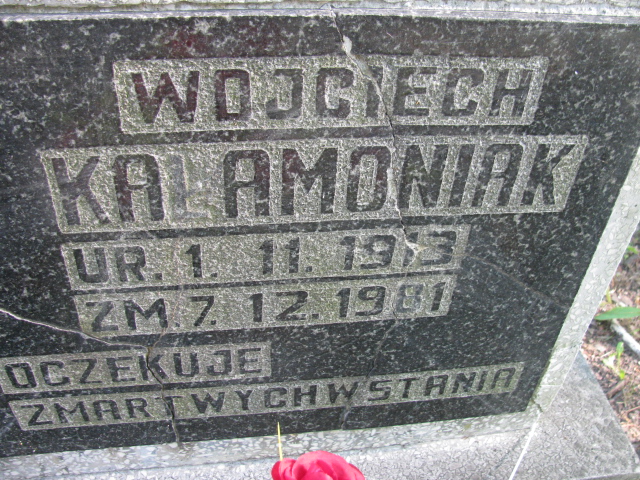 WOJCIECH
KAŁAMONIAK
UR. 1. 11. 1913
ZM. 7. 12. 1981
OCZEKUJE
ZMARTWYCHWSTANIA